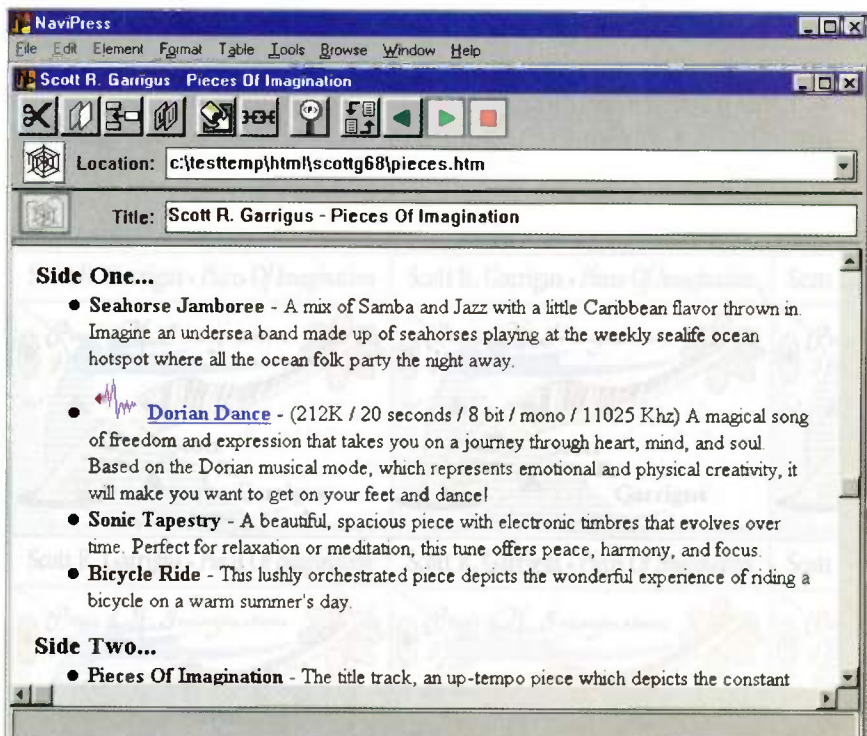 NaviPress
File Edit Element Format Table Tools Browse Window Help
Scott R. Garrigus Pieces Of Imagination
Location: c:\testtemp\html\scottg68\pieces.htm
Title: Scott R. Garrigus - Pieces Of Imagination
Side One...
• Seahorse Jamboree - A mix of Samba and Jazz with a little Caribbean flavor thrown in.
Imagine an undersea band made up of seahorses playing at the weekly sealife ocean
hotspot where all the ocean folk party the night away.
• Dorian Dance - (212K / 20 seconds / 8 bit / mono / 11025 Khz) A magical song
of freedom and expression that takes you on a journey through heart, mind, and soul.
Based on the Dorian musical mode, which represents emotional and physical creativity, it
will make you want to get on your feet and dance!
• Sonic Tapestry - A beautiful, spacious piece with electronic timbres that evolves over
time. Perfect for relaxation or meditation, this tune offers peace, harmony, and focus.
• Bicycle Ride - This lushly orchestrated piece depicts the wonderful experience of riding a
bicycle on a warm summer's day.
Side Two...
• Pieces Of Imagination - The title track, an up-tempo piece which depicts the constant